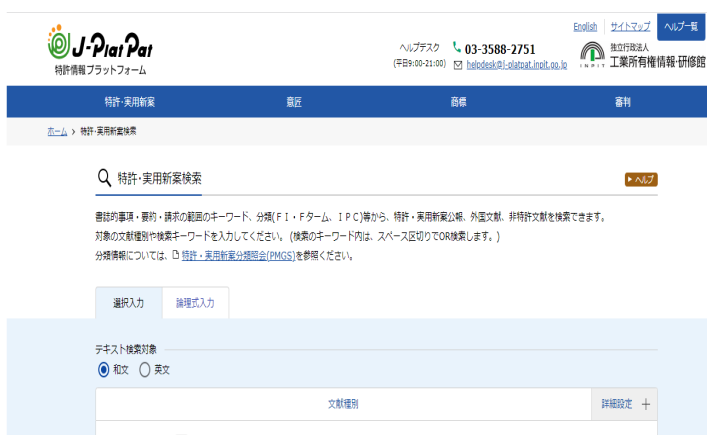 English サイトマップ ヘルプ一覧
J-Plat Pat
特許情報プラットフォーム
ヘルプデスク 03-3588-2751
(平日9:00-21:00) helpdesk@j-platpat.inpit.go.jp
INPIT
独立行政法人
工業所有権情報・研修館
特許・実用新案 意匠 商標 審判
ホーム > 特許・実用新案検索
特許・実用新案検索 ヘルプ
書誌的事項・要約・請求の範囲のキーワード、分類(FI・Fターム、IPC)等から、特許・実用新案公報、外国文献、非特許文献を検索できます。
対象の文献種別や検索キーワードを入力してください。(検索のキーワード内は、スペース区切りでOR検索します。)
分類情報については、特許・実用新案分類照会(PMGS)を参照ください。
選択入力 論理式入力
テキスト検索対象
和文 英文
文献種別 詳細設定 +